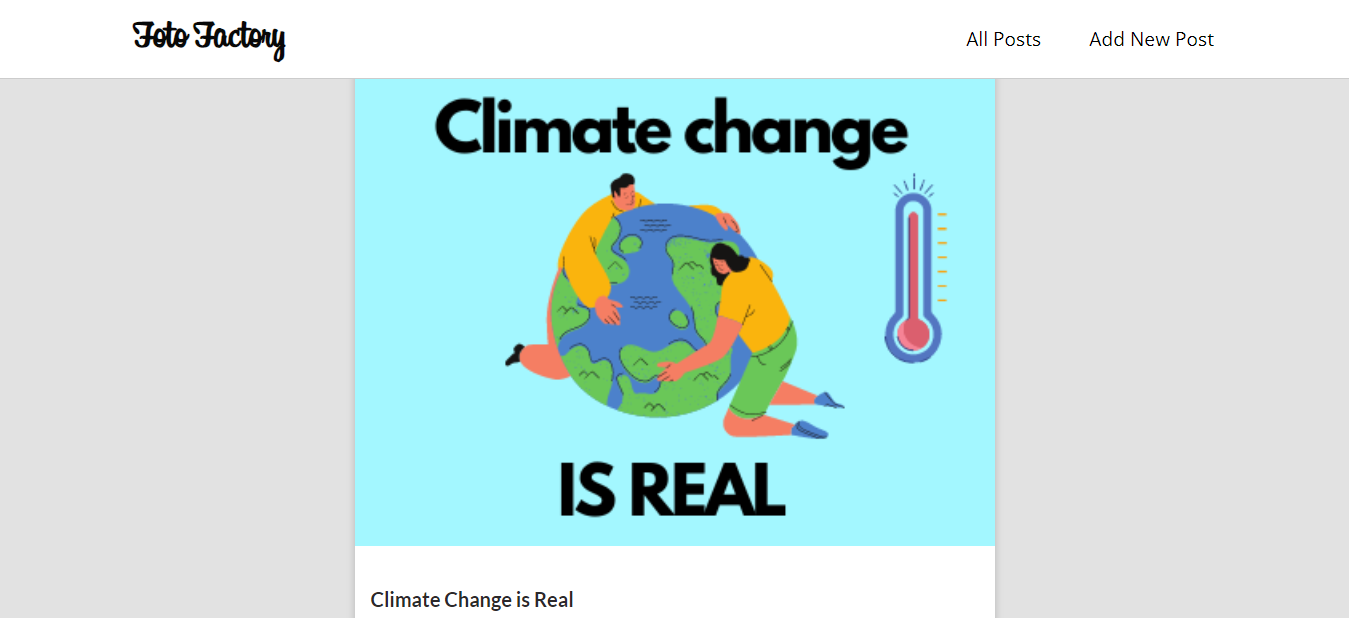 Foto Factory
All Posts
Add New Post
Climate change
IS REAL
Climate Change is Real